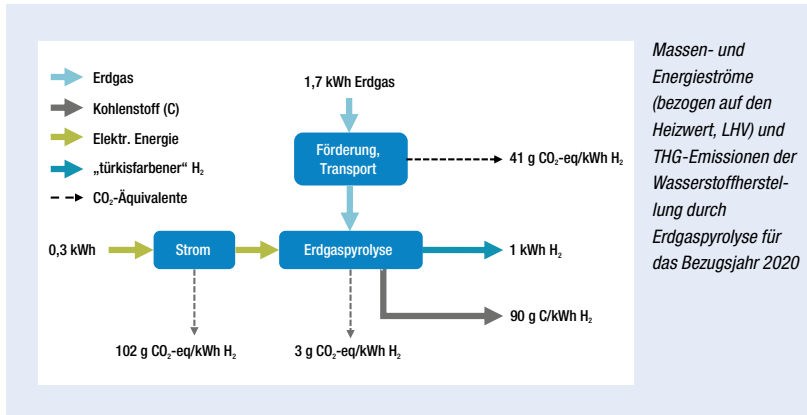 Erdgas
Kohlenstoff (C)
Elektr. Energie
„türkisfarbener“ H₂
CO₂-Äquivalente
1,7 kWh Erdgas
Förderung,
Transport
41 g CO₂-eq/kWh H₂
0,3 kWh
Strom
Erdgaspyrolyse
1 kWh H₂
90 g C/kWh H₂
102 g CO₂-eq/kWh H₂
3 g CO₂-eq/kWh H₂
Massen- und
Energieströme
(bezogen auf den
Heizwert, LHV) und
THG-Emissionen der
Wasserstoffherstel-
lung durch
Erdgaspyrolyse für
das Bezugsjahr 2020